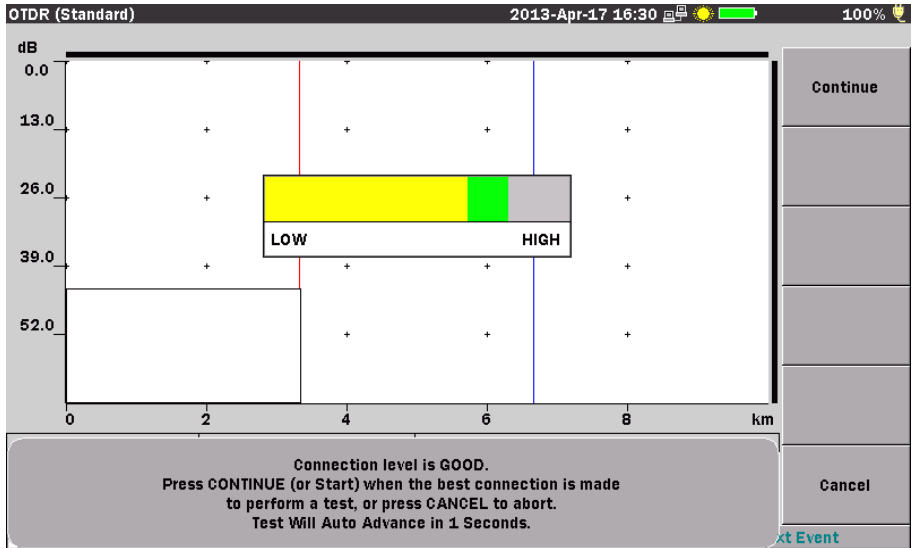 OTDR (Standard) 2013-Apr-17 16:30 100%
dB
0.0
13.0
26.0
39.0
52.0
LOW HIGH
0 2 4 6 8 km
Continue
Connection level is GOOD.
Press CONTINUE (or Start) when the best connection is made
to perform a test, or press CANCEL to abort.
Test Will Auto Advance in 1 Seconds.
Cancel
xt Event